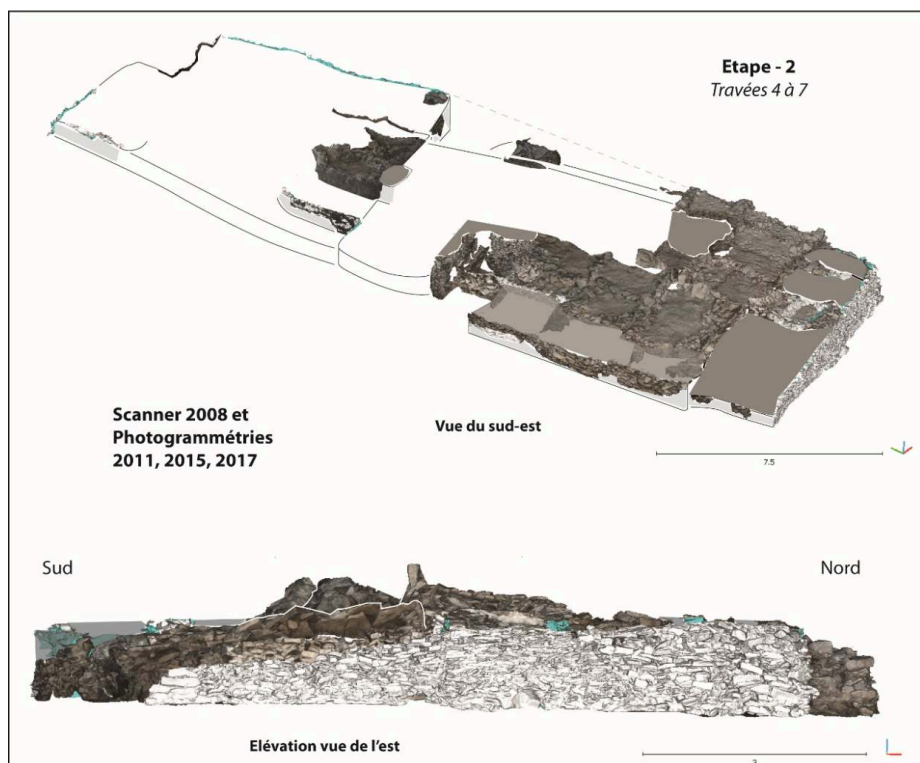 Etape - 2
Travées 4 à 7
Scanner 2008 et
Photogrammétries
2011, 2015, 2017
Vue du sud-est
7.5
Sud
Nord
Elévation vue de l'est
3